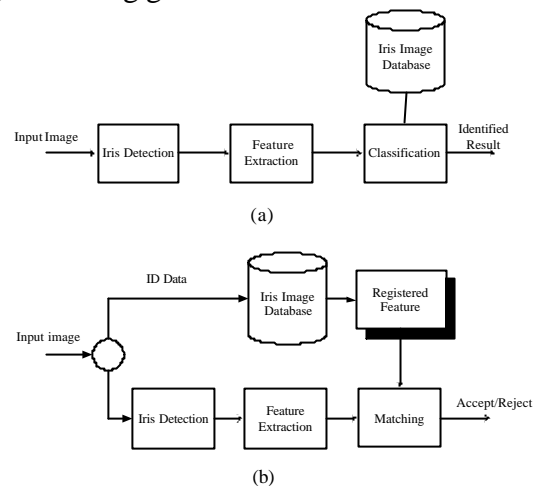 Iris Image
Database
Input Image
Iris Detection
Feature
Extraction
Classification
Identified
Result
(a)
ID Data
Iris Image
Database
Registered
Feature
Input image
Iris Detection
Feature
Extraction
Matching
Accept/Reject
(b)